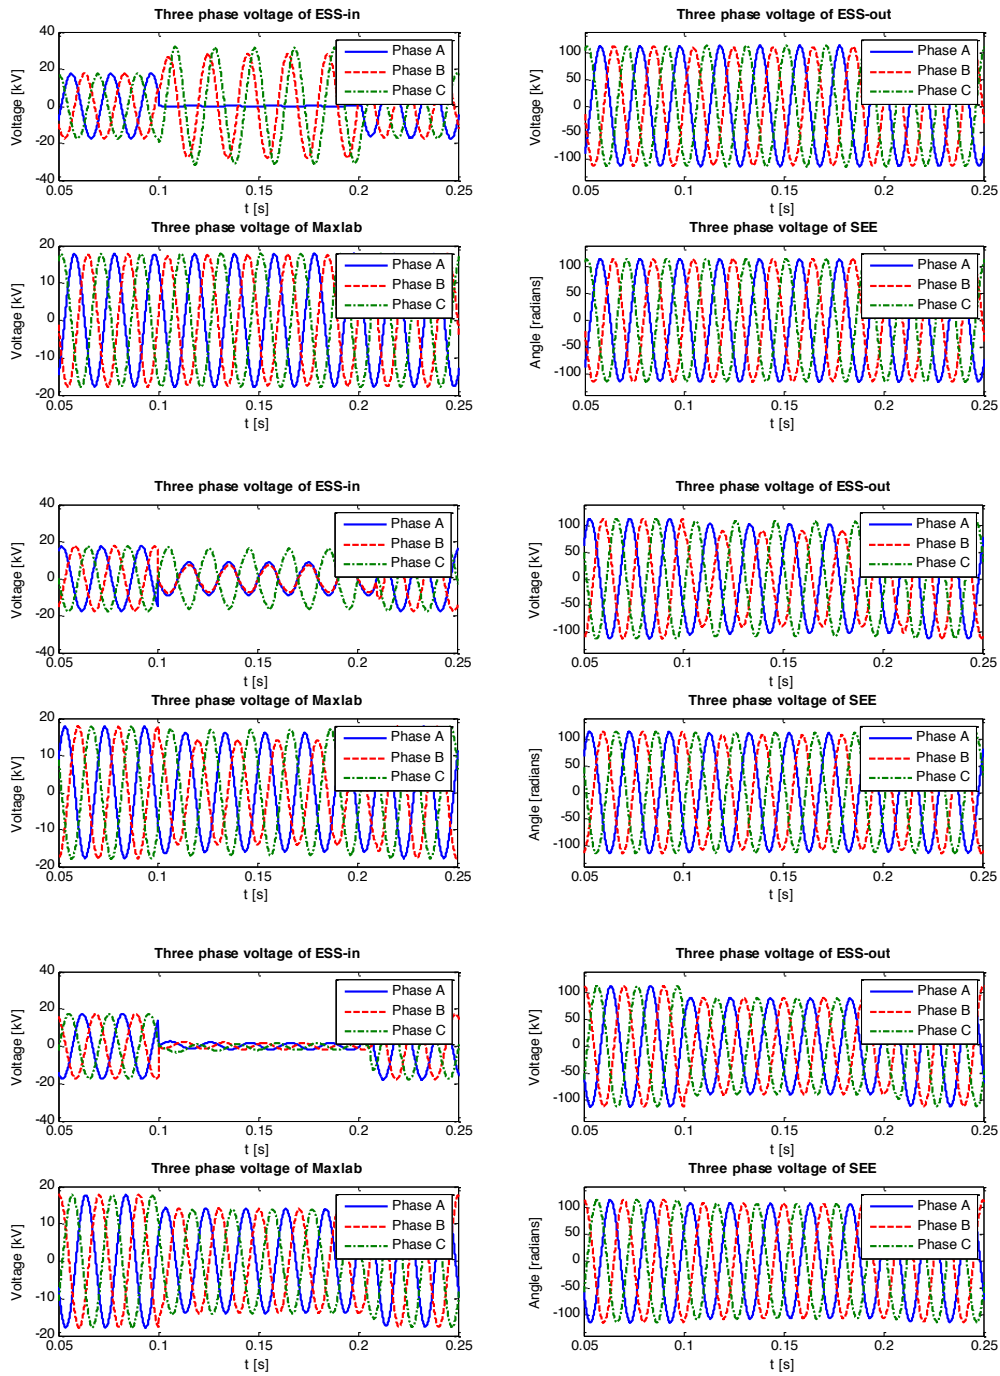 Three phase voltage of ESS-in
40
20
0
-20
-40
Voltage [kV]
Phase A
Phase B
Phase C
0.05
0.1
0.15
0.2
0.25
t [s]
Three phase voltage of ESS-out
100
50
0
-50
-100
Voltage [kV]
Phase A
Phase B
Phase C
0.05
0.1
0.15
0.2
0.25
t [s]
Three phase voltage of Maxlab
20
10
0
-10
-20
Voltage [kV]
Phase A
Phase B
Phase C
0.05
0.1
0.15
0.2
0.25
t [s]
Three phase voltage of SEE
100
50
0
-50
-100
Angle [radians]
Phase A
Phase B
Phase C
0.05
0.1
0.15
0.2
0.25
t [s]
Three phase voltage of ESS-in
40
20
0
-20
-40
Voltage [kV]
Phase A
Phase B
Phase C
0.05
0.1
0.15
0.2
0.25
t [s]
Three phase voltage of ESS-out
100
50
0
-50
-100
Voltage [kV]
Phase A
Phase B
Phase C
0.05
0.1
0.15
0.2
0.25
t [s]
Three phase voltage of Maxlab
20
10
0
-10
-20
Voltage [kV]
Phase A
Phase B
Phase C
0.05
0.1
0.15
0.2
0.25
t [s]
Three phase voltage of SEE
100
50
0
-50
-100
Angle [radians]
Phase A
Phase B
Phase C
0.05
0.1
0.15
0.2
0.25
t [s]
Three phase voltage of ESS-in
40
20
0
-20
-40
Voltage [kV]
Phase A
Phase B
Phase C
0.05
0.1
0.15
0.2
0.25
t [s]
Three phase voltage of ESS-out
100
50
0
-50
-100
Voltage [kV]
Phase A
Phase B
Phase C
0.05
0.1
0.15
0.2
0.25
t [s]
Three phase voltage of Maxlab
20
10
0
-10
-20
Voltage [kV]
Phase A
Phase B
Phase C
0.05
0.1
0.15
0.2
0.25
t [s]
Three phase voltage of SEE
100
50
0
-50
-100
Angle [radians]
Phase A
Phase B
Phase C
0.05
0.1
0.15
0.2
0.25
t [s]